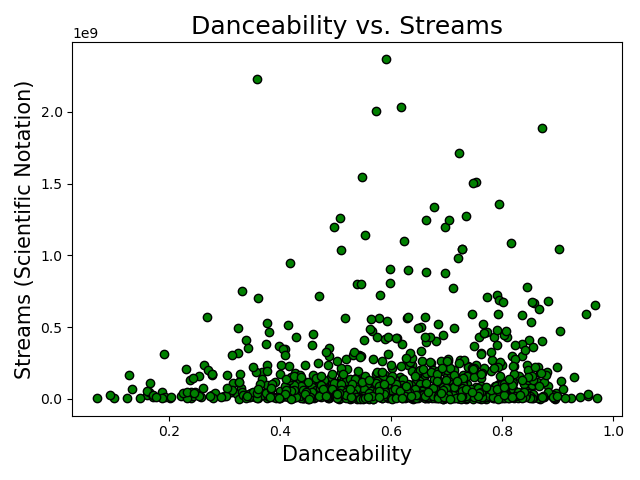 Danceability vs. Streams
1e9
Streams (Scientific Notation)
2.0
1.5
1.0
0.5
0.0
0.2 0.4 0.6 0.8 1.0
Danceability